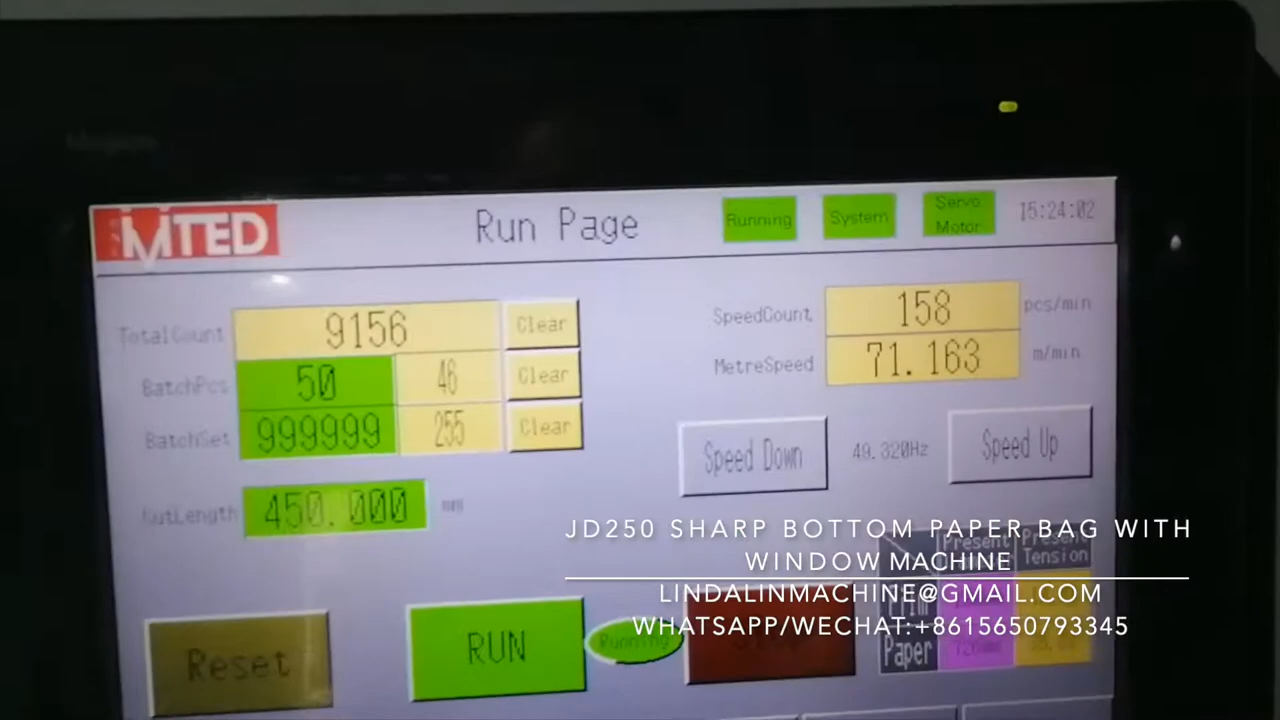 MTED
Run Page
Running
System
Servo
Motor
15:24:02
TotalCount
9156
Clear
SpeedCount
158
pcs/min
BatchPcs
50
46
Clear
MetreSpeed
71.163
m/min
BatchSet
999999
255
Clear
Speed Down
49.320Hz
Speed Up
CutLength
450.000
mm
Present
Present
Tension
Paper
Reset
RUN
Running
JD250 SHARP BOTTOM PAPER BAG WITH
WINDOW MACHINE
LINDALINMACHINE@GMAIL.COM
WHATSAPP/WECHAT:+8615650793345